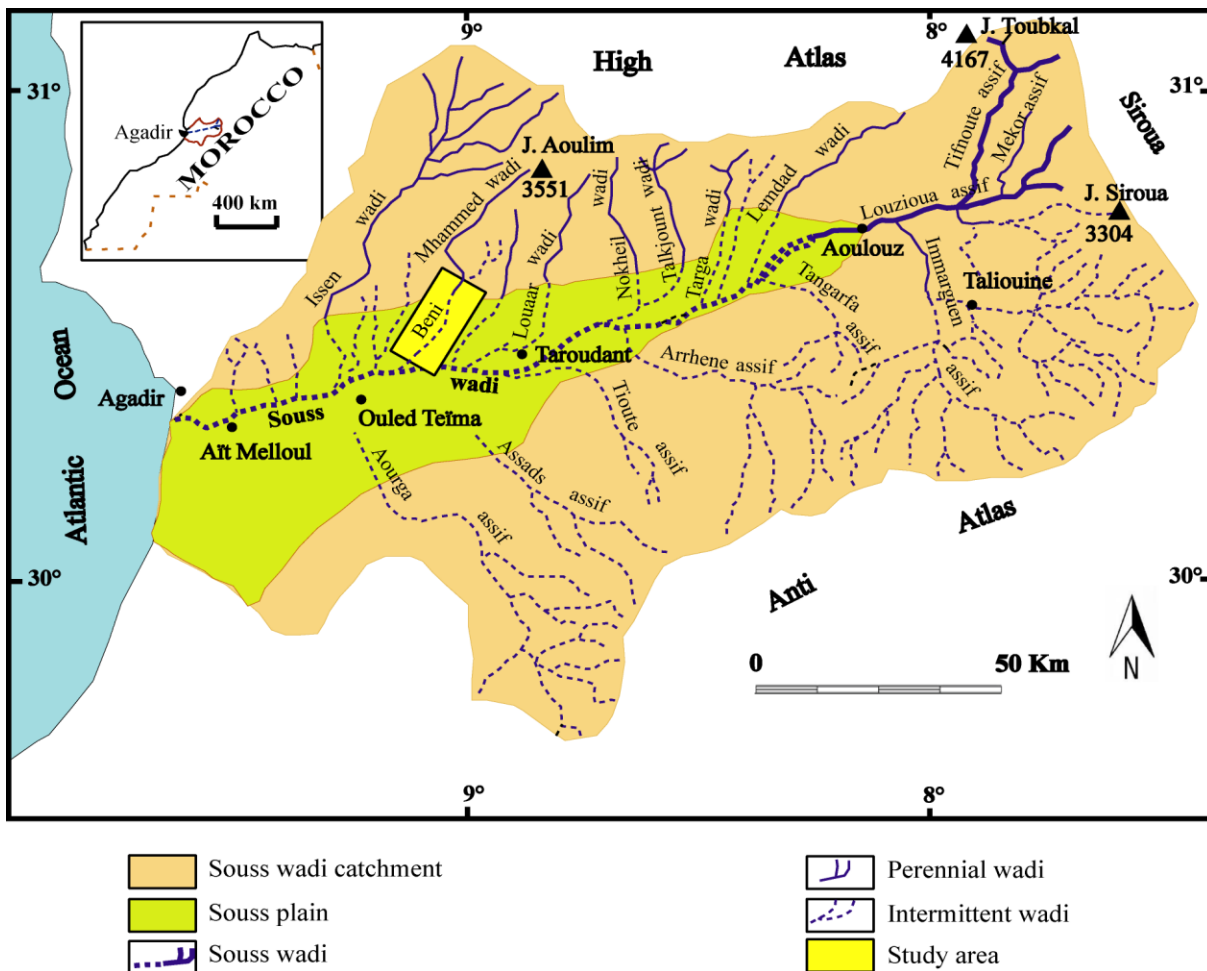 9°
8°
J. Toubkal
4167
High
Atlas
31°
31°
Siroua
MOROCCO
Agadir
400 km
J. Aoulim
3551
Issen
wadi
Mhammed
wadi
Beni
Louaar
wadi
Nokheil
wadi
Talkjount wadi
Targa
wadi
Lemdad
wadi
Tifnoute assif
Mekor assif
Louzioua assif
J. Siroua
3304
Aoulouz
Immarguen
Taliouine
Tangarfa
assif
assif
Arrhene assif
Taroudant
wadi
Souss
Tioute
assif
Agadir
Ouled Teïma
Aït Melloul
Aourga
assif
Assads
assif
Atlantic
Ocean
Anti
Atlas
30°
30°
0
50 Km
N
9°
8°
Souss wadi catchment
Souss plain
Souss wadi
Perennial wadi
Intermittent wadi
Study area